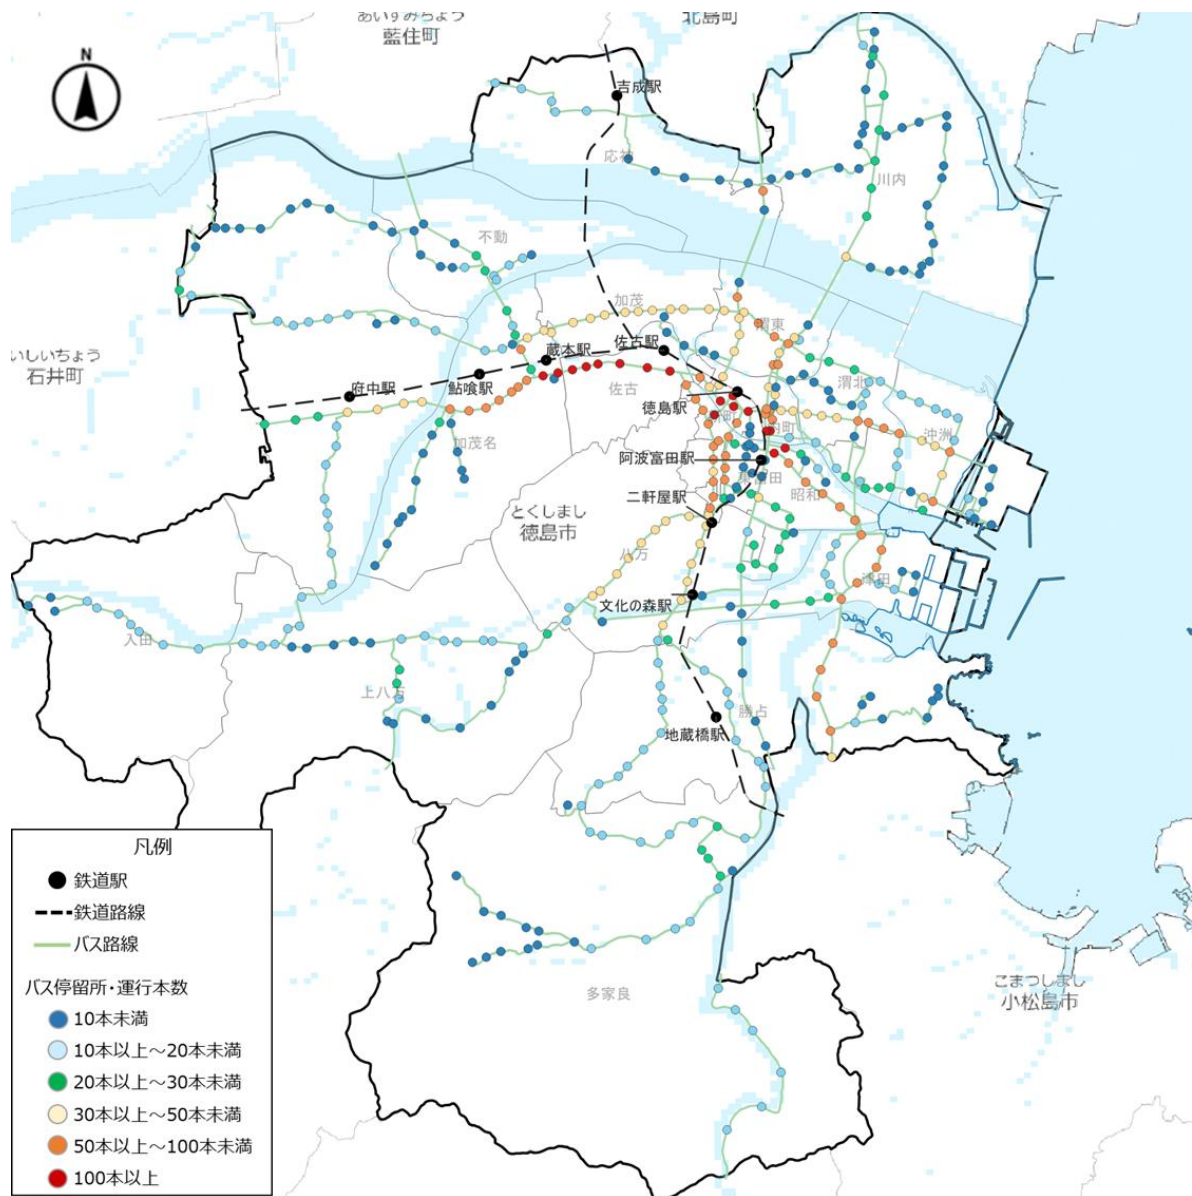 あいずみちょう
藍住町
北島町
N
吉成駅
応神
川内
不動
加茂
渭東
いしいちょう
石井町
佐古駅
蔵本駅
鮎喰駅
府中駅
佐古
渭北
徳島駅
内町
沖洲
加茂名
阿波富田駅
東富田
昭和
二軒屋駅
とくしまし
徳島市
八万
津田
文化の森駅
入田
上八万
勝占
地蔵橋駅
多家良
こまつしまし
小松島市
凡例
鉄道駅
鉄道路線
バス路線
バス停留所・運行本数
10本未満
10本以上～20本未満
20本以上～30本未満
30本以上～50本未満
50本以上～100本未満
100本以上